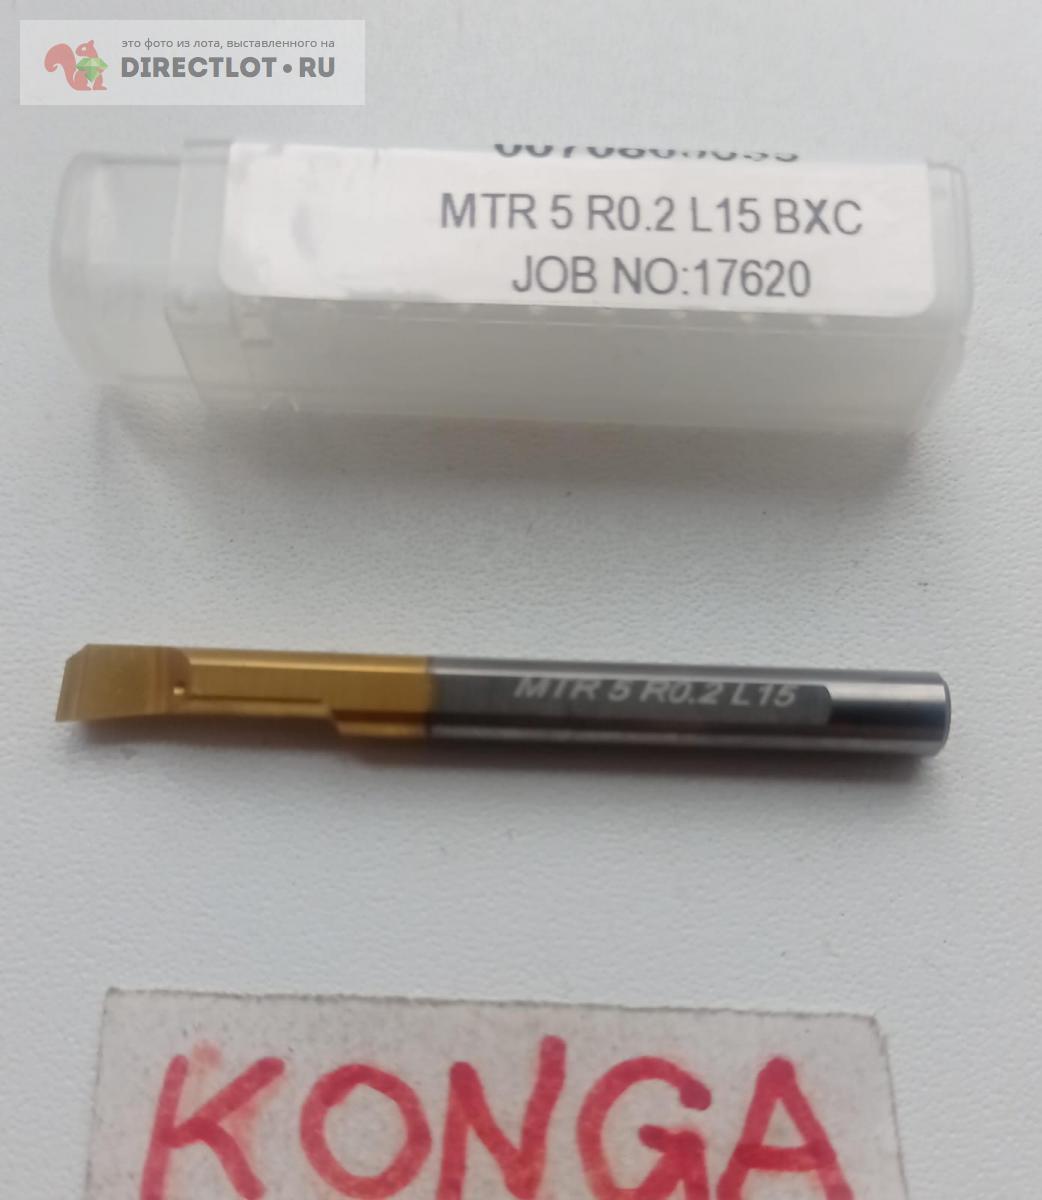 это фото из лота, выставленного на
DIRECTLOT • RU
MTR 5 R0.2 L15 BXC
JOB NO:17620
MTR 5 R0.2 L15
KONGA